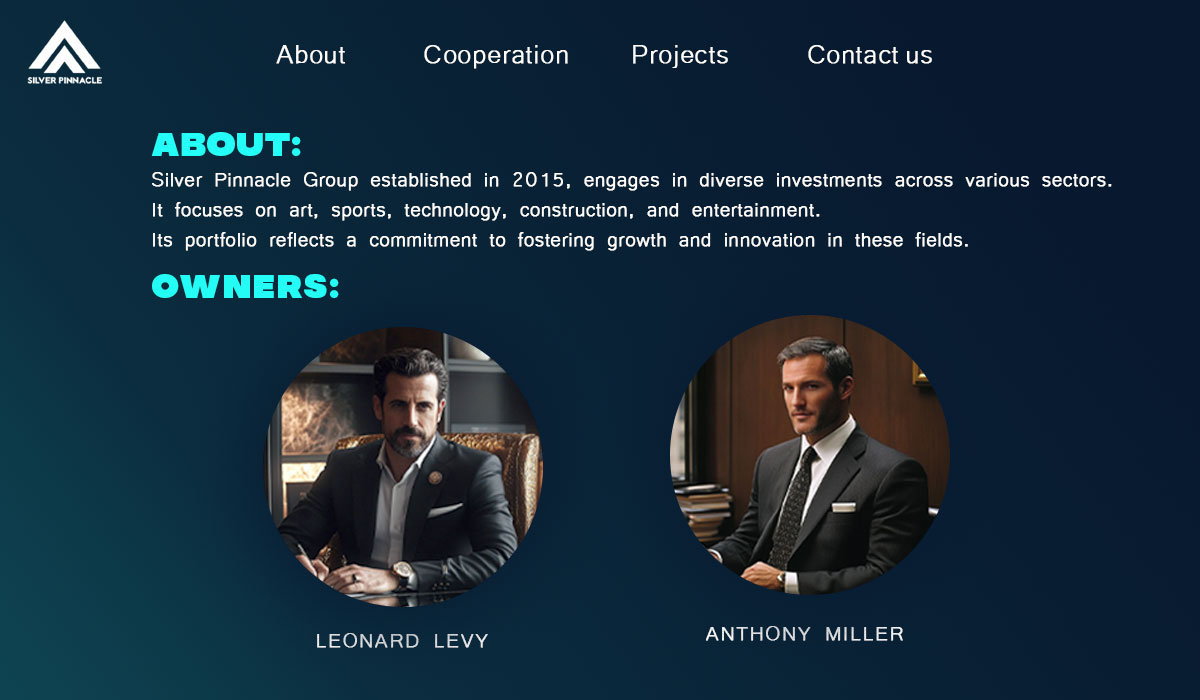 SILVER PINNACLE
About Cooperation Projects Contact us
ABOUT:
Silver Pinnacle Group established in 2015, engages in diverse investments across various sectors.
It focuses on art, sports, technology, construction, and entertainment.
Its portfolio reflects a commitment to fostering growth and innovation in these fields.
OWNERS:
LEONARD LEVY
ANTHONY MILLER